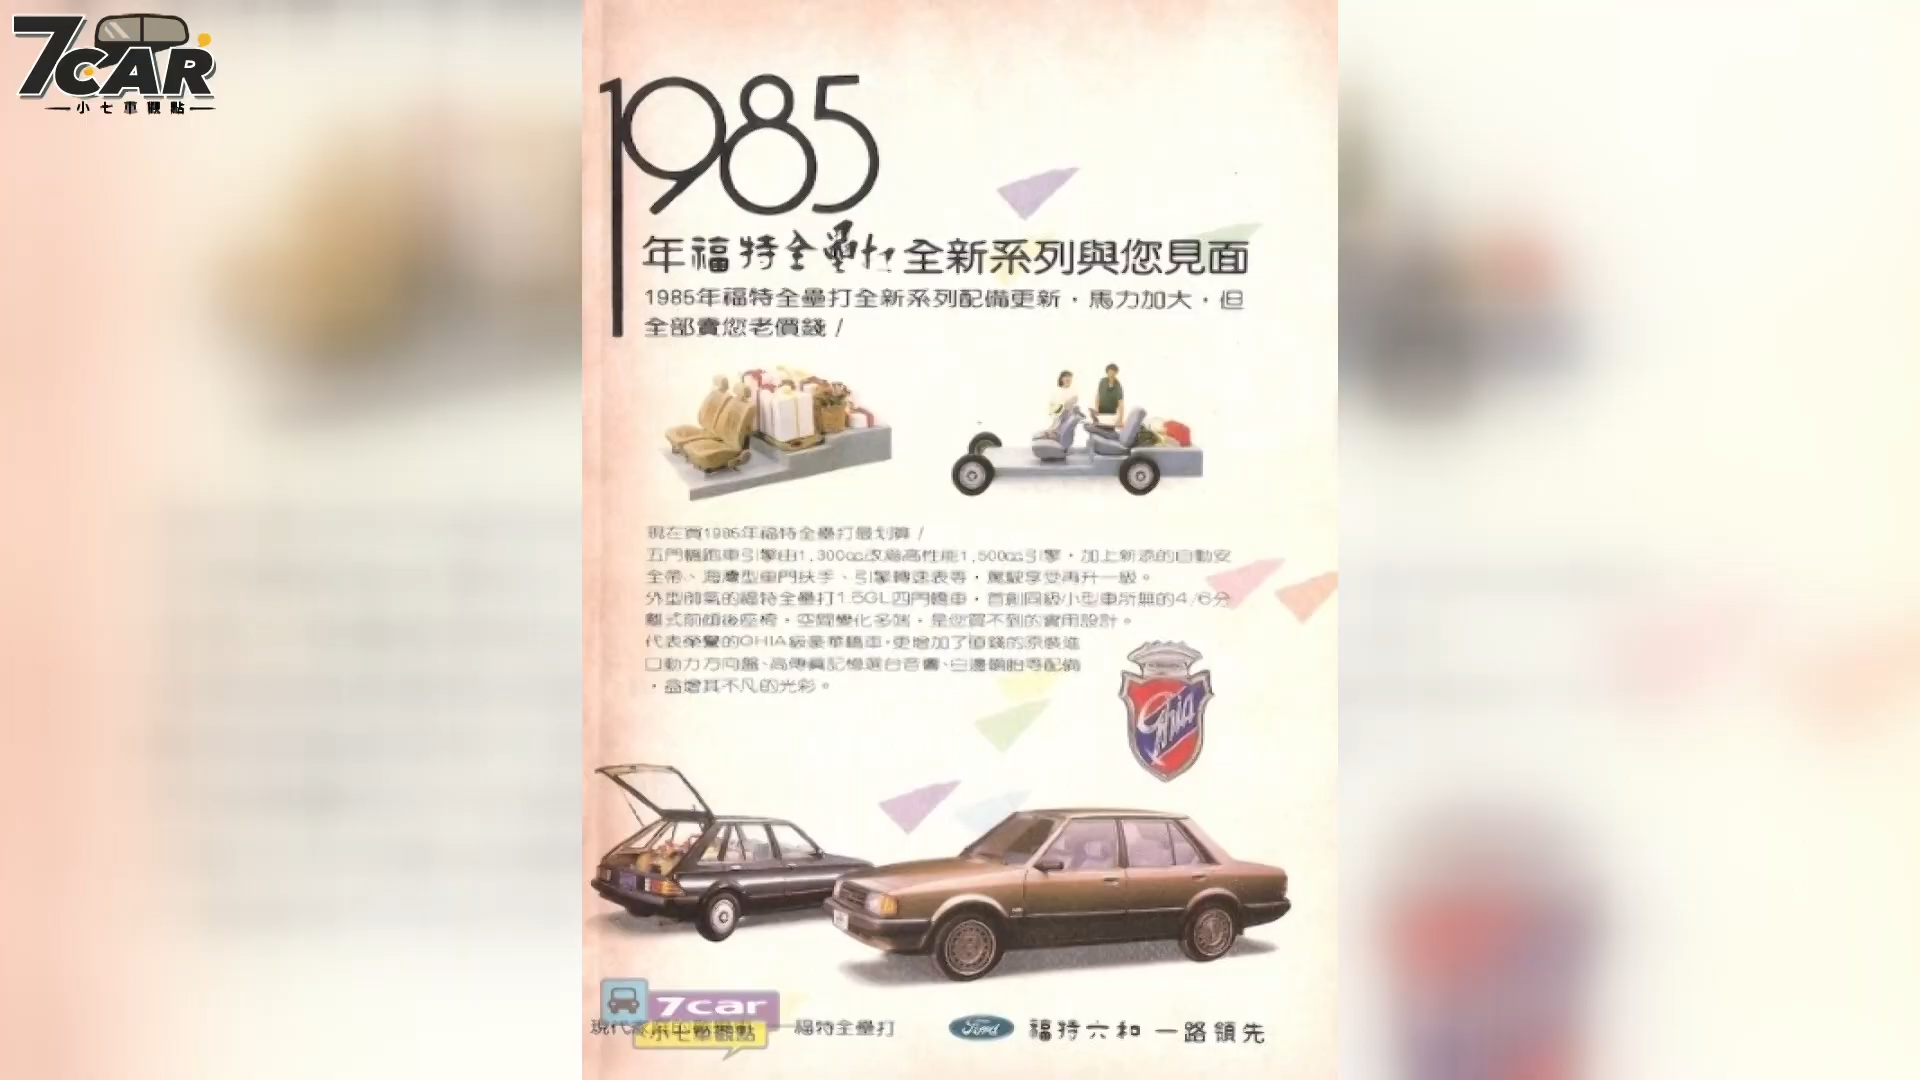 7CAR
小七車觀點
1985
年福特全壘打全新系列與您見面
1985年福特全壘打全新系列配備更新，馬力加大，但
全部賣您老價錢！
現在買1985年福特全壘打最划算！
五門轎跑車引擎由1,300cc改為高性能1,500cc引擎，加上新添的自動安
全帶、海灘型車門扶手、引擎轉速表等，駕駛享受再升一級。
外型帥氣的福特全壘打1.5GL四門轎車，首創同級小型車所無的4/6分
離式前傾後座椅，空間變化多端，是您買不到的實用設計。
代表榮譽的GHIA級豪華轎車，更增加了值錢的原裝進
口動力方向盤、高傳真記憶選台音響、白邊輪胎等配備
，益增其不凡的光彩。
Ghia
7car
小七車觀點
現代家 福特全壘打
Ford 福特六和 一路領先